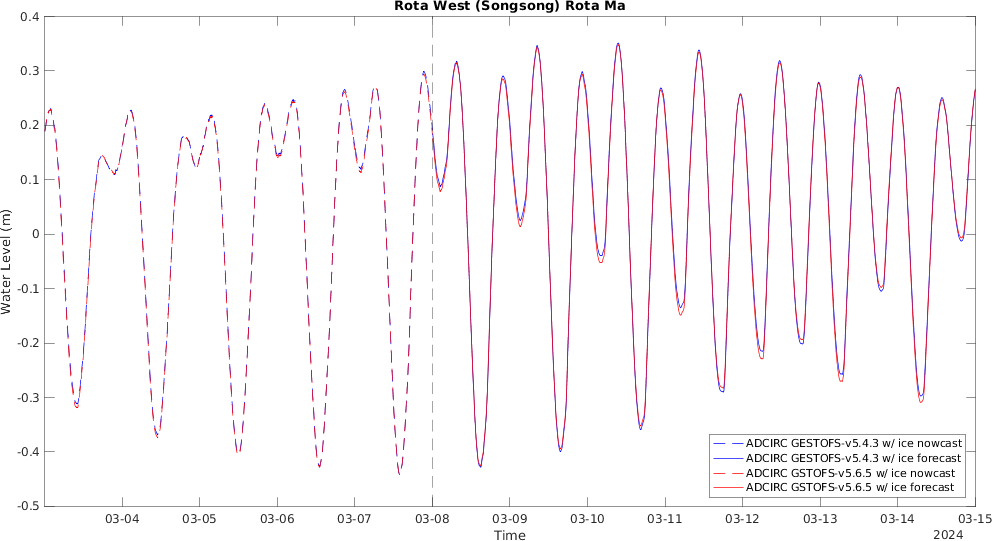 Rota West (Songsong) Rota Ma
0.4
0.3
0.2
0.1
0
-0.1
-0.2
-0.3
-0.4
-0.5
Water Level (m)
ADCIRC GESTOFS-v5.4.3 w/ ice nowcast
ADCIRC GESTOFS-v5.4.3 w/ ice forecast
ADCIRC GSTOFS-v5.6.5 w/ ice nowcast
ADCIRC GSTOFS-v5.6.5 w/ ice forecast
03-04 03-05 03-06 03-07 03-08 03-09 03-10 03-11 03-12 03-13 03-14 03-15
Time
2024